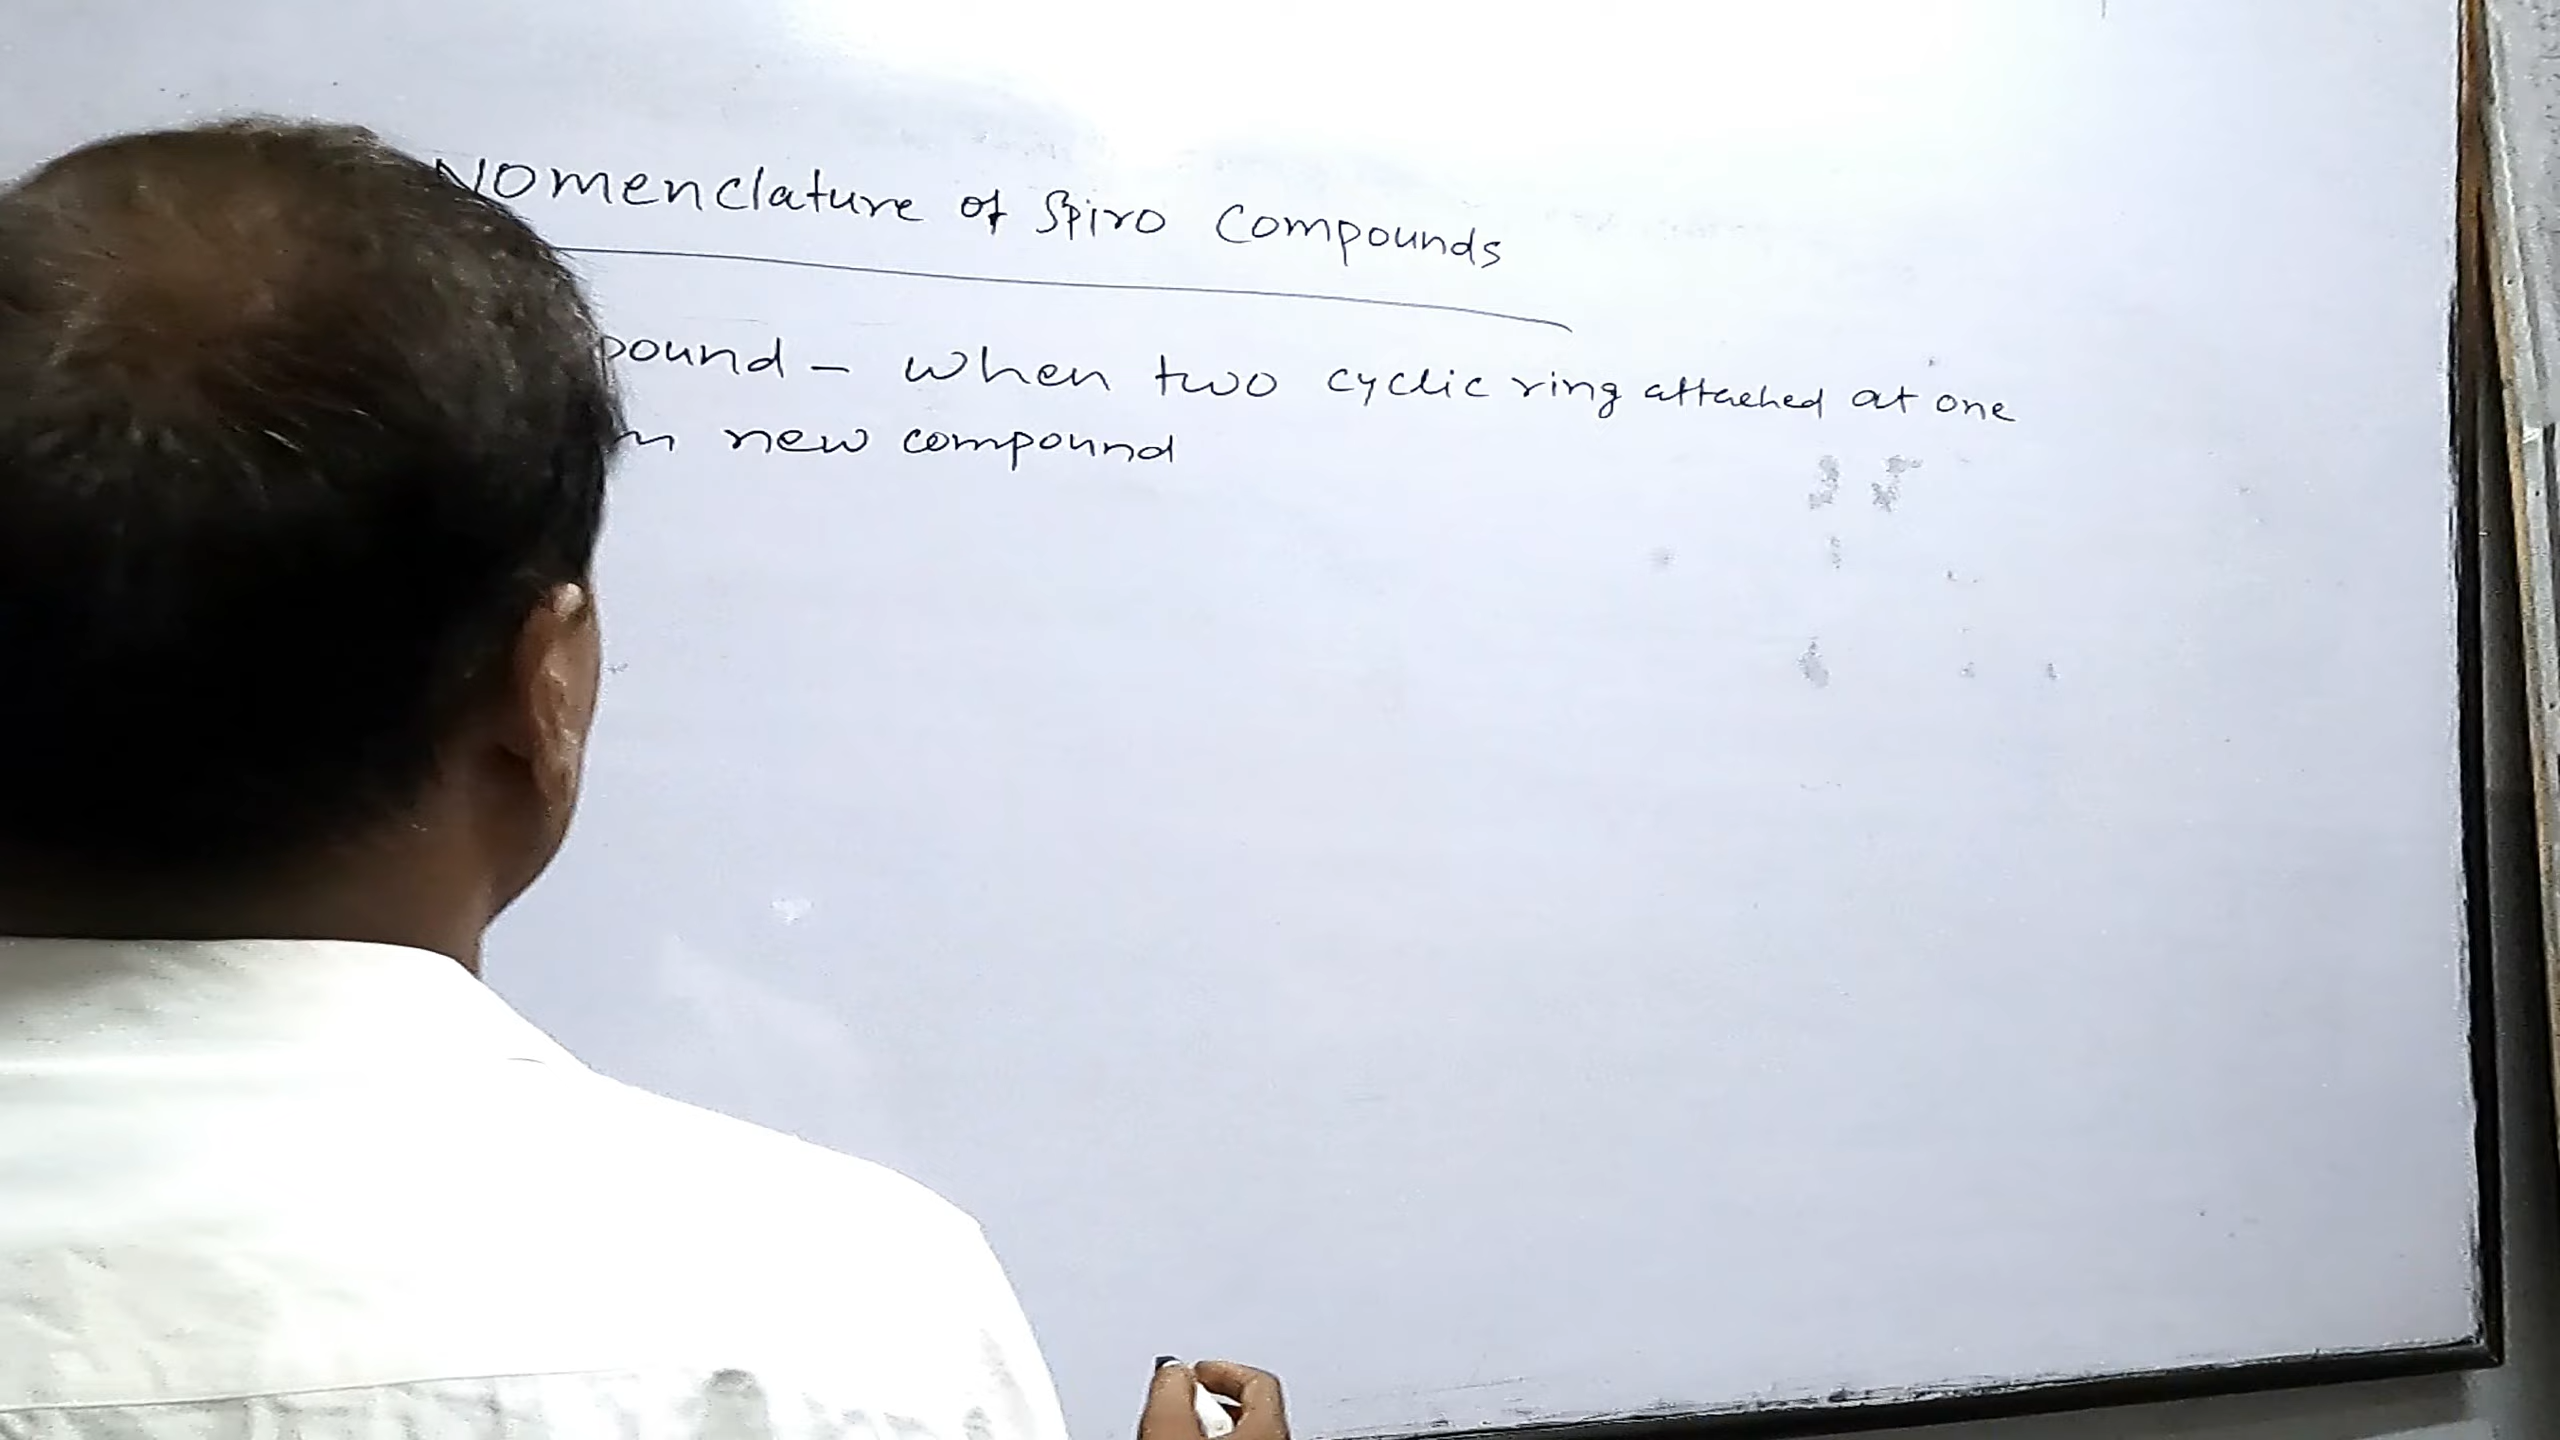 Nomenclature of Spiro Compounds
pound - when two cyclic ring attached at one
new compound